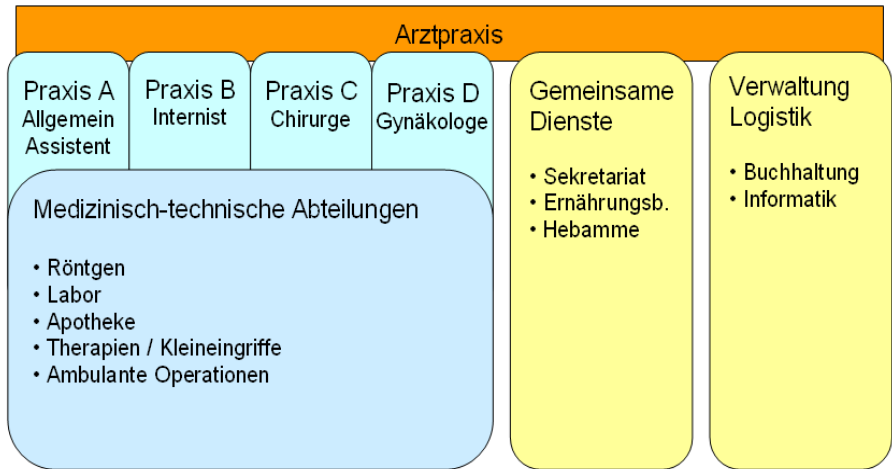 Arztpraxis
Praxis A
Allgemein
Assistent
Praxis B
Internist
Praxis C
Chirurge
Praxis D
Gynäkologe
Medizinisch-technische Abteilungen
• Röntgen
• Labor
• Apotheke
• Therapien / Kleineingriffe
• Ambulante Operationen
Gemeinsame
Dienste
• Sekretariat
• Ernährungsb.
• Hebamme
Verwaltung
Logistik
• Buchhaltung
• Informatik